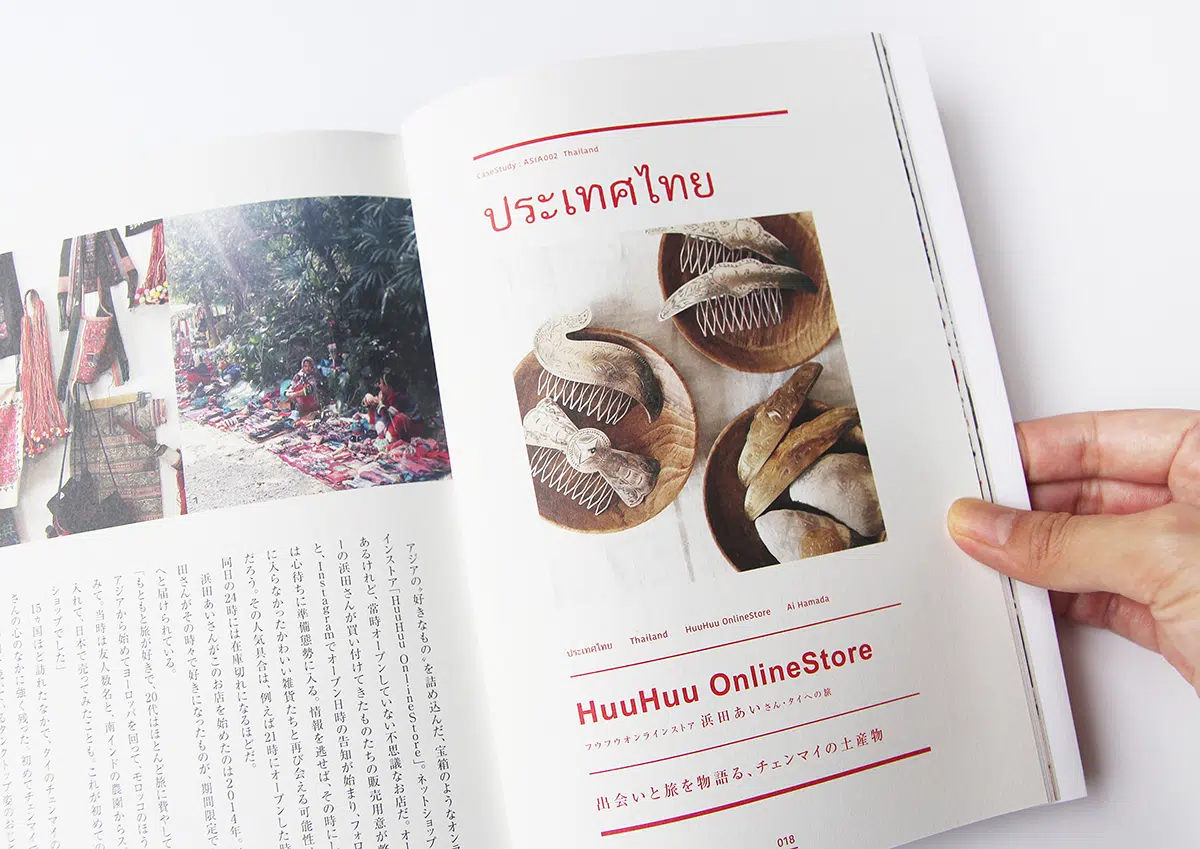 CaseStudy : ASIA002 Thailand
ประเทศไทย
ประเทศไทย Thailand HuuHuu OnlineStore Ai Hamada
HuuHuu OnlineStore
フウフウオンラインストア 浜田あいさん・タイへの旅
出会いと旅を物語る、チェンマイの土産物
018
アジアの“好きなもの”を詰め込んだ、宝箱のようなオンラ
インストア「HuuHuu OnlineStore」。ネットショップ
あるけれど、常時オープンしていない不思議なお店だ。オー
ーの浜田さんが買い付けてきたものたちの販売用意が整
と、Instagramでオープン日時の告知が始まり、フォロ
は心待ちに準備態勢に入る。情報を逃せば、その時に
に入らなかったかわいい雑貨たちと再び会える可能性
だろう。その人気具合は、例えば21時にオープンした時
同日の24時には在庫切れになるほどだ。
浜田あいさんがこのお店を始めたのは2014年。
田さんがその時々で好きになったものが、期間限定で
へと届けられている。
「もともと旅が好きで、20代はほとんど旅に費やして
アジアから始めてヨーロッパを回って、モロッコのほう
みて。当時は友人数名と、南インドの農園からス
入れて、日本で売ってみたことも。これが初めての
ショップでした」
15ヵ国ほど訪れたなかで、タイのチェンマイ
さんの心のなかに強く残った。初めてチェンマイ